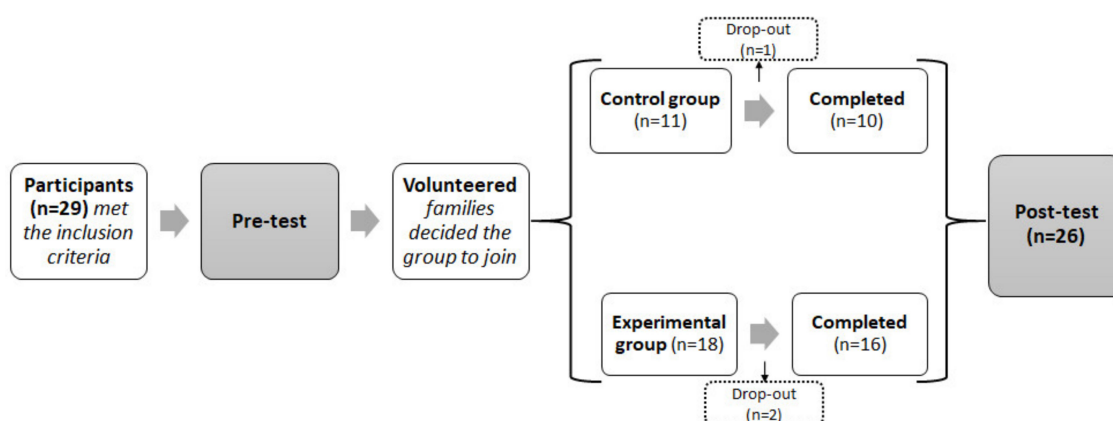 Participants
(n=29) met
the inclusion
criteria
Pre-test
Volunteered
families
decided the
group to join
Drop-out
(n=1)
Control group
(n=11)
Completed
(n=10)
Experimental
group (n=18)
Completed
(n=16)
Drop-out
(n=2)
Post-test
(n=26)